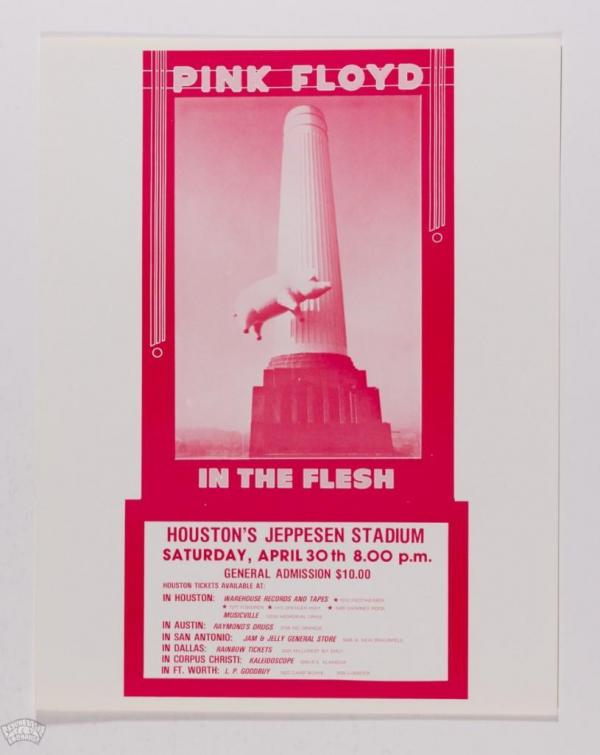 PINK FLOYD
IN THE FLESH
HOUSTON'S JEPPESEN STADIUM
SATURDAY, APRIL 30th 8.00 p.m.
GENERAL ADMISSION $10.00
HOUSTON TICKETS AVAILABLE AT:
IN HOUSTON: WAREHOUSE RECORDS AND TAPES ★
★ ★ ★
MUSICVILLE
IN AUSTIN: RAYMOND'S DRUGS
IN SAN ANTONIO: JAM & JELLY GENERAL STORE
IN DALLAS: RAINBOW TICKETS
IN CORPUS CHRISTI: KALEIDOSCOPE
IN FT. WORTH: L. P. GOODBUY